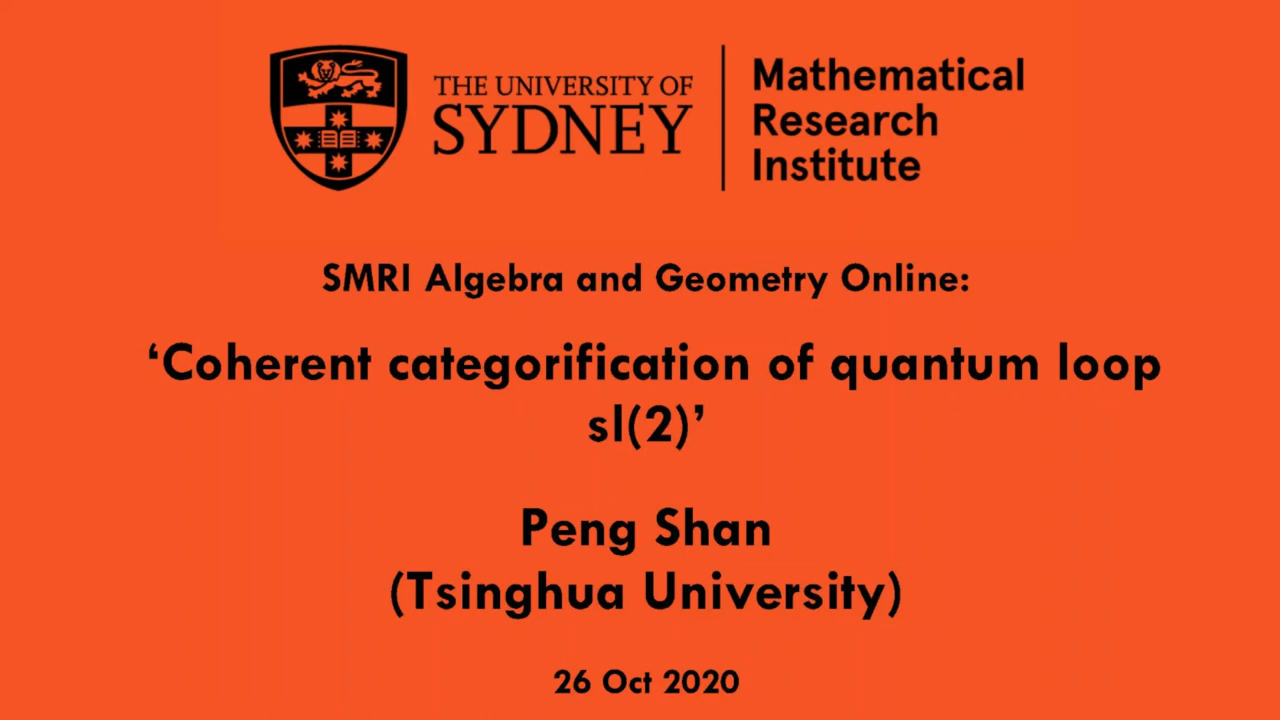 THE UNIVERSITY OF
SYDNEY
Mathematical
Research
Institute
SMRI Algebra and Geometry Online:
‘Coherent categorification of quantum loop
sl(2)’
Peng Shan
(Tsinghua University)
26 Oct 2020